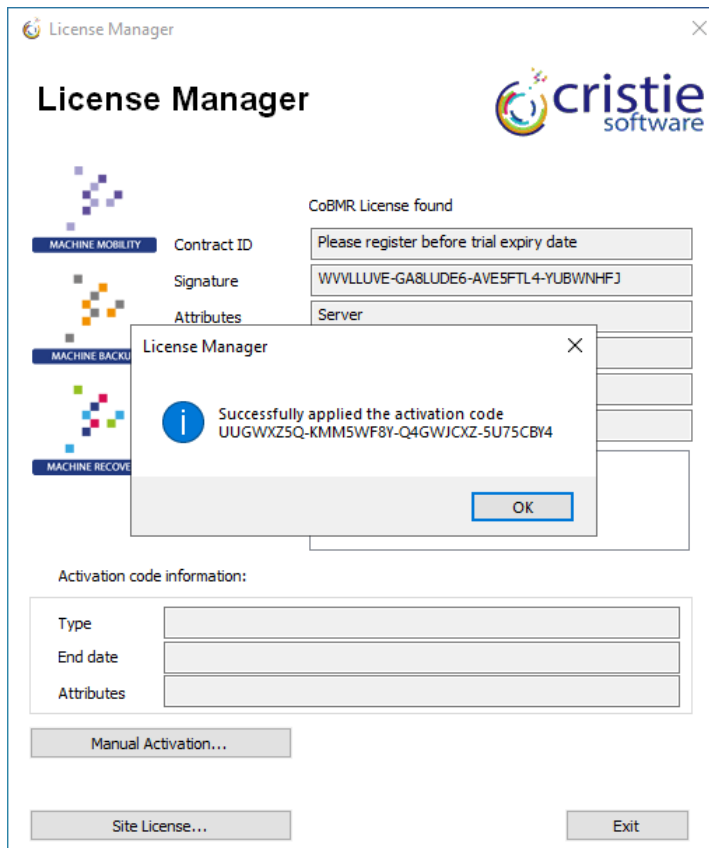 License Manager
License Manager
cristie
software
CoBMR License found
MACHINE MOBILITY
Contract ID
Please register before trial expiry date
Signature
WVVLLUVE-GA8LUDE6-AVE5FTL4-YUBWNHFJ
Attributes
Server
MACHINE BACKU
License Manager
Successfully applied the activation code
UUGWXZ5Q-KMM5WF8Y-Q4GWJCXZ-5U75CBY4
MACHINE RECOVE
OK
Activation code information:
Type
End date
Attributes
Manual Activation...
Site License...
Exit